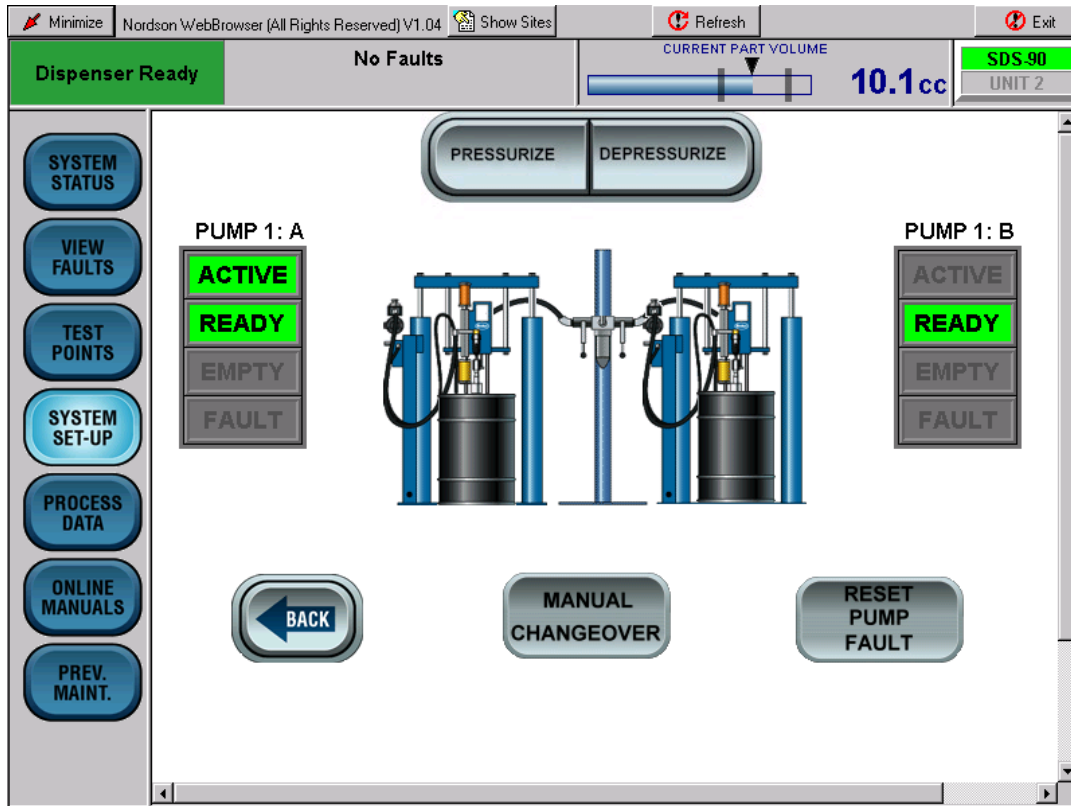 Minimize
Nordson WebBrowser (All Rights Reserved) V1.04
Show Sites
Refresh
Exit
Dispenser Ready
No Faults
CURRENT PART VOLUME
10.1cc
SDS-90
UNIT 2
SYSTEM
STATUS
VIEW
FAULTS
TEST
POINTS
SYSTEM
SET-UP
PROCESS
DATA
ONLINE
MANUALS
PREV.
MAINT.
PRESSURIZE
DEPRESSURIZE
PUMP 1: A
ACTIVE
READY
EMPTY
FAULT
PUMP 1: B
ACTIVE
READY
EMPTY
FAULT
BACK
MANUAL
CHANGEOVER
RESET
PUMP
FAULT